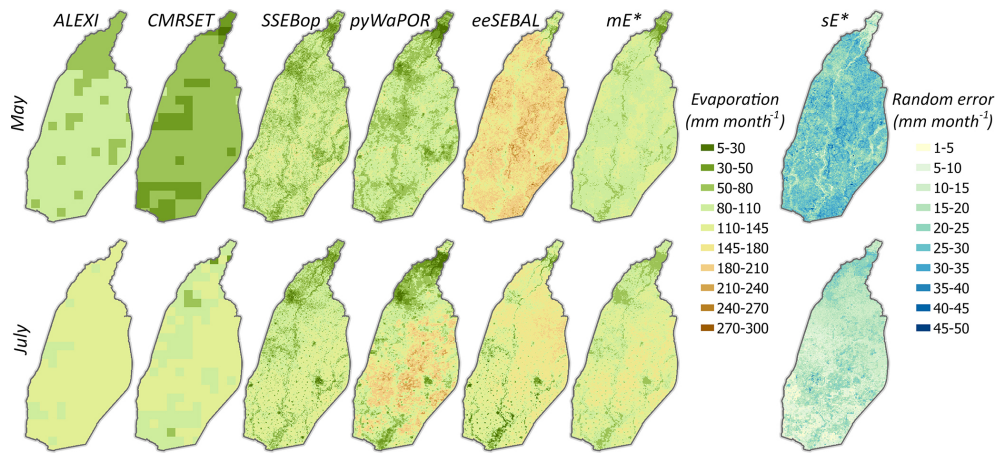 ALEXI CMRSET SSEBop pyWaPOR eeSEBAL mE* sE*
May
July
Evaporation
(mm month-1)
5-30
30-50
50-80
80-110
110-145
145-180
180-210
210-240
240-270
270-300
Random error
(mm month-1)
1-5
5-10
10-15
15-20
20-25
25-30
30-35
35-40
40-45
45-50